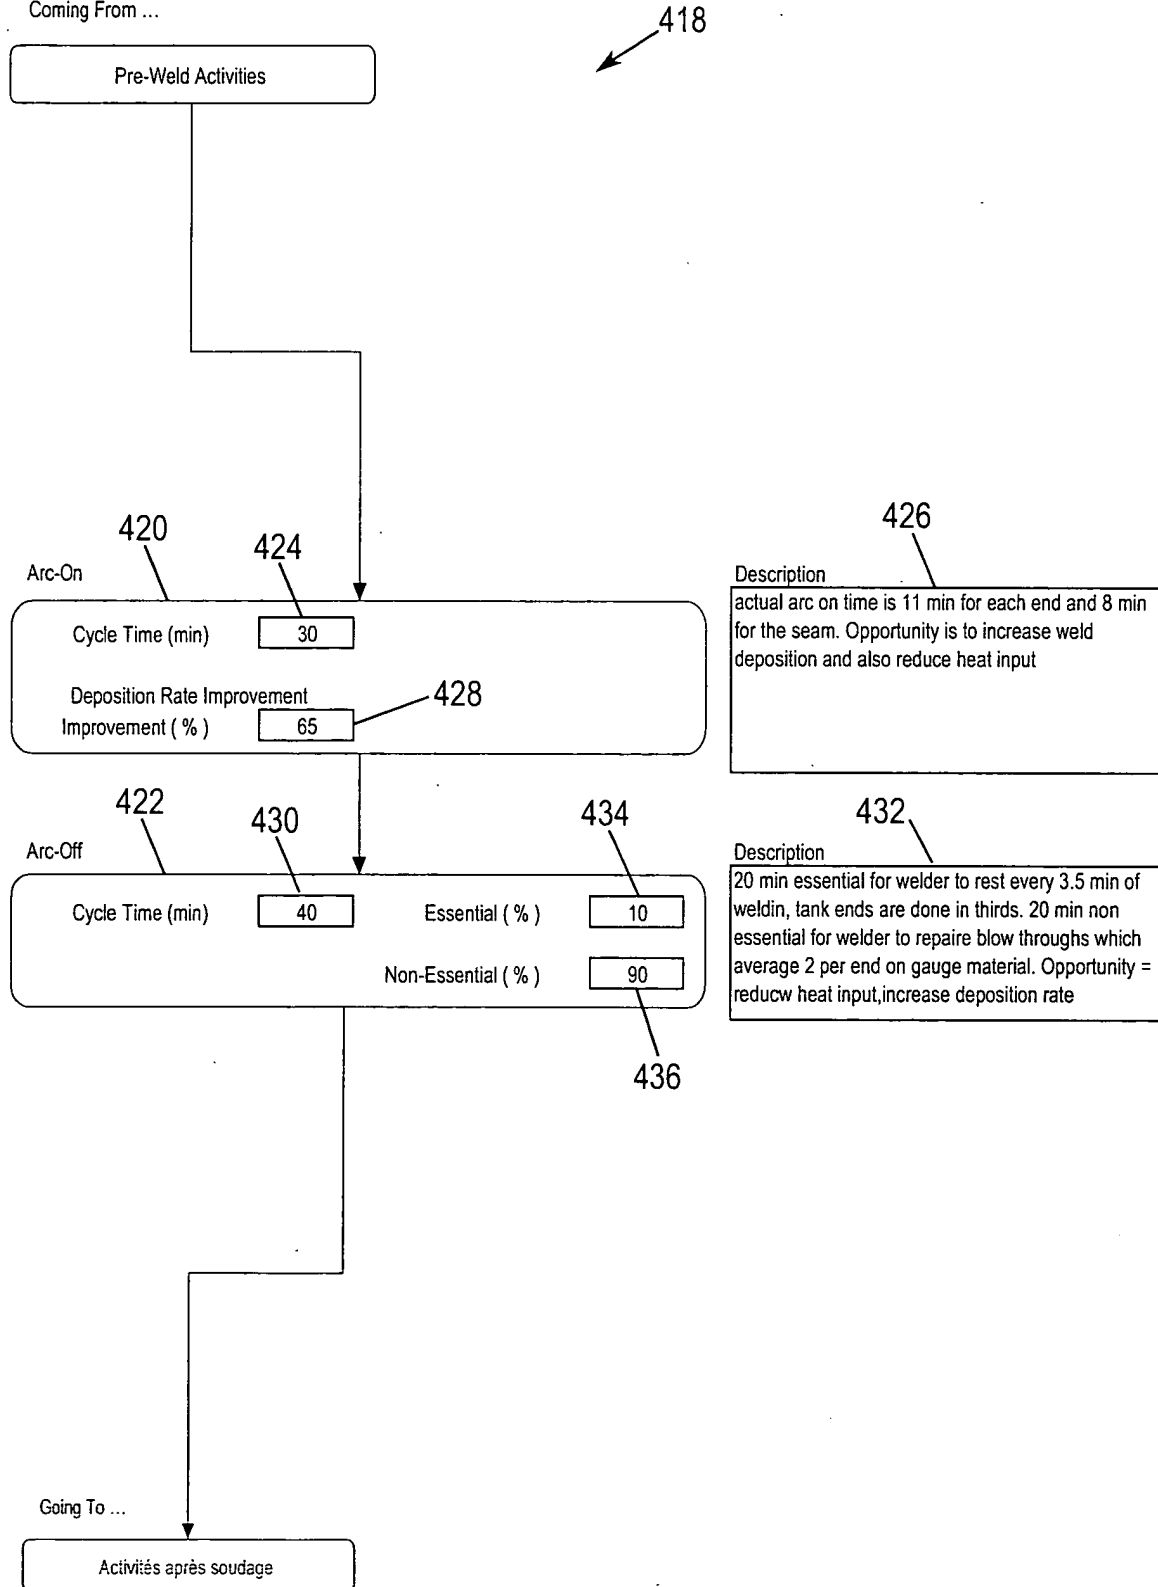 Coming From ...
418
Pre-Weld Activities
420
424
426
Arc-On
Description
Cycle Time (min)
30
actual arc on time is 11 min for each end and 8 min
for the seam. Opportunity is to increase weld
deposition and also reduce heat input
Deposition Rate Improvement
428
Improvement ( % )
65
422
430
434
432
Arc-Off
Description
Cycle Time (min)
40
Essential ( % )
10
Non-Essential ( % )
90
20 min essential for welder to rest every 3.5 min of
weldin, tank ends are done in thirds. 20 min non
essential for welder to repaire blow throughs which
average 2 per end on gauge material. Opportunity =
reducw heat input,increase deposition rate
436
Going To ...
Activités après soudage